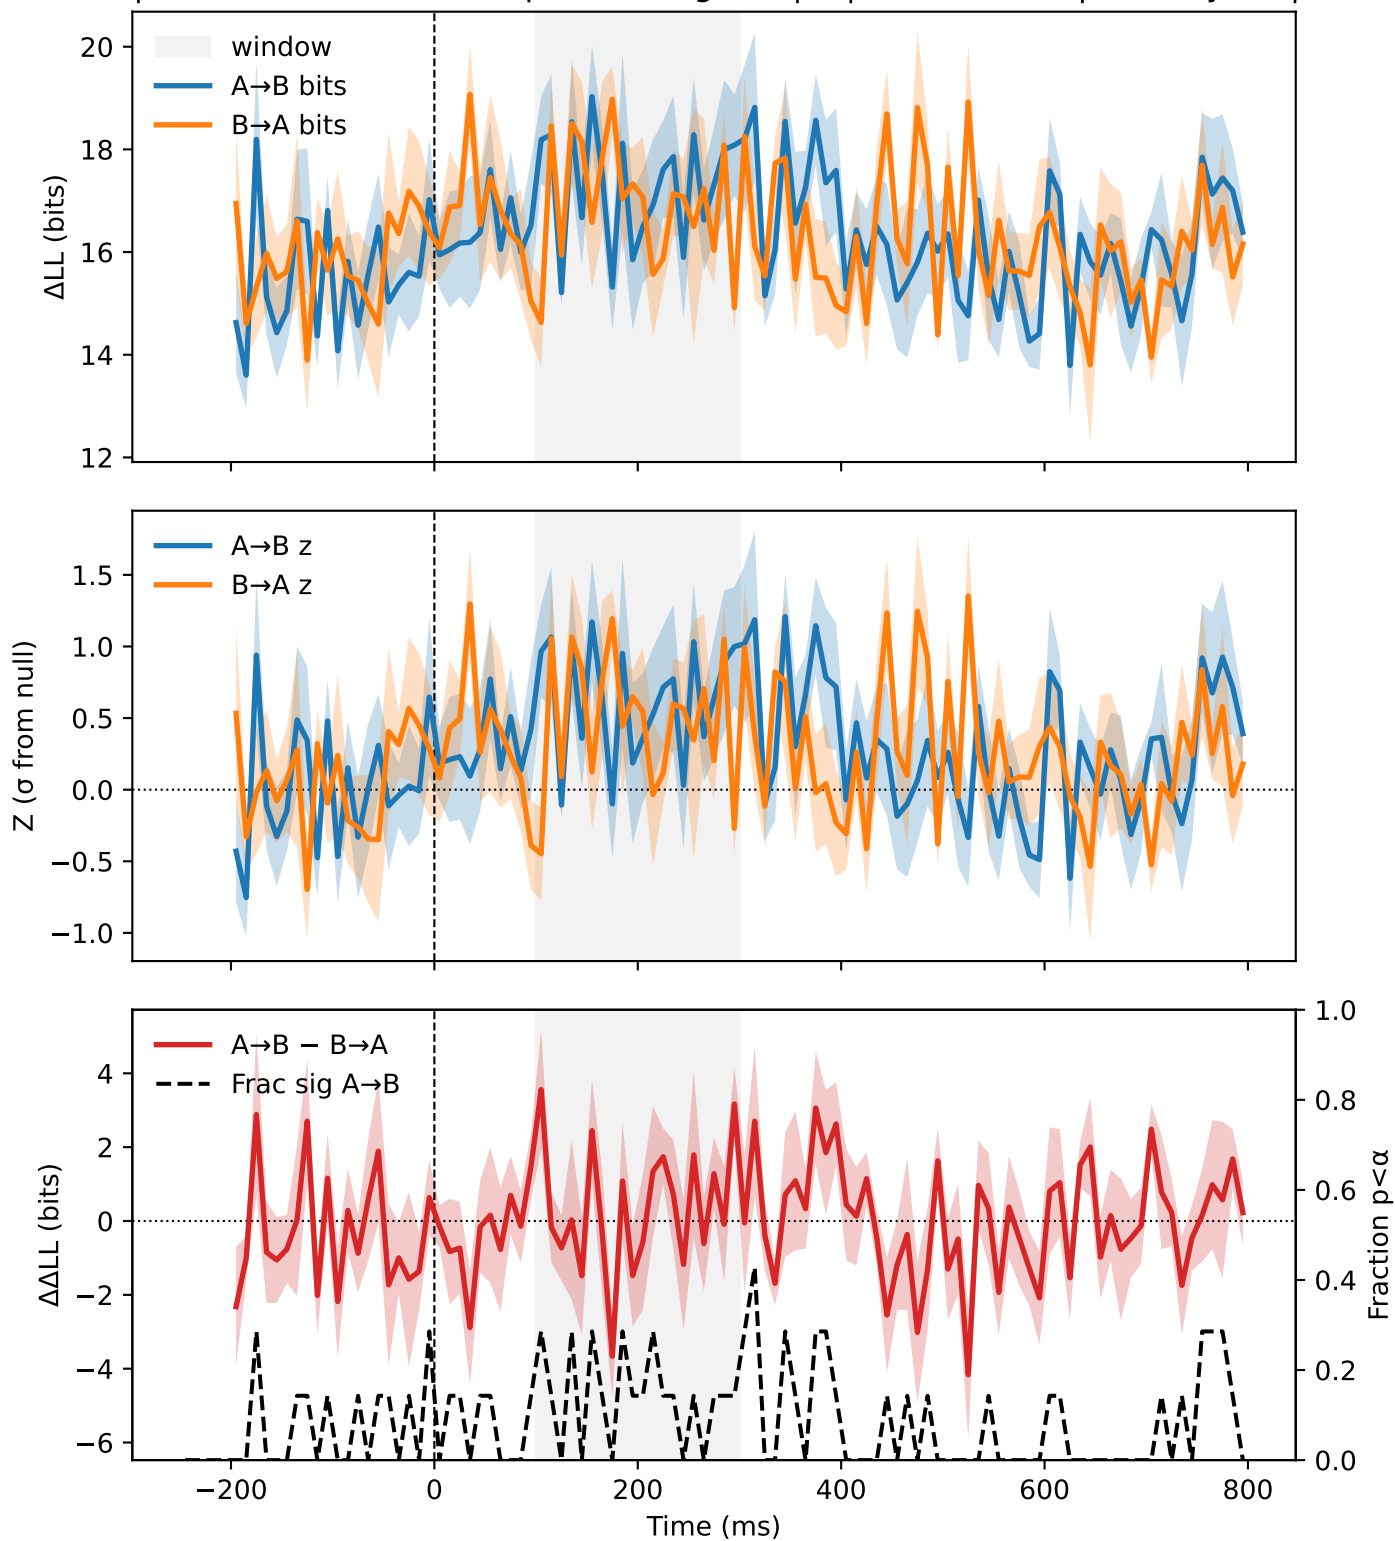 20
18
16
14
12
ΔLL (bits)
window
A→B bits
B→A bits
1.5
1.0
0.5
0.0
−0.5
−1.0
Z (σ from null)
A→B z
B→A z
4
2
0
−2
−4
−6
ΔΔLL (bits)
A→B − B→A
Frac sig A→B
1.0
0.8
0.6
0.4
0.2
0.0
Fraction p<α
−200
0
200
400
600
800
Time (ms)